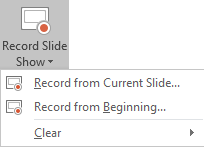 Record Slide
Show
Record from Current Slide...
Record from Beginning...
Clear